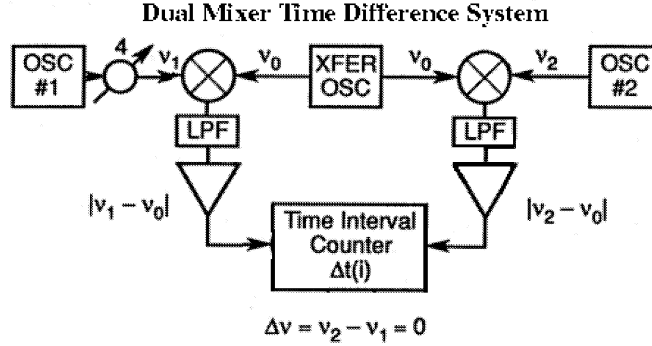 Dual Mixer Time Difference System
OSC #1
4
ν₁
ν₀
XFER OSC
ν₀
ν₂
OSC #2
LPF
LPF
|ν₁ − ν₀|
|ν₂ − ν₀|
Time Interval
Counter
Δt(i)
Δν = ν₂ − ν₁ = 0